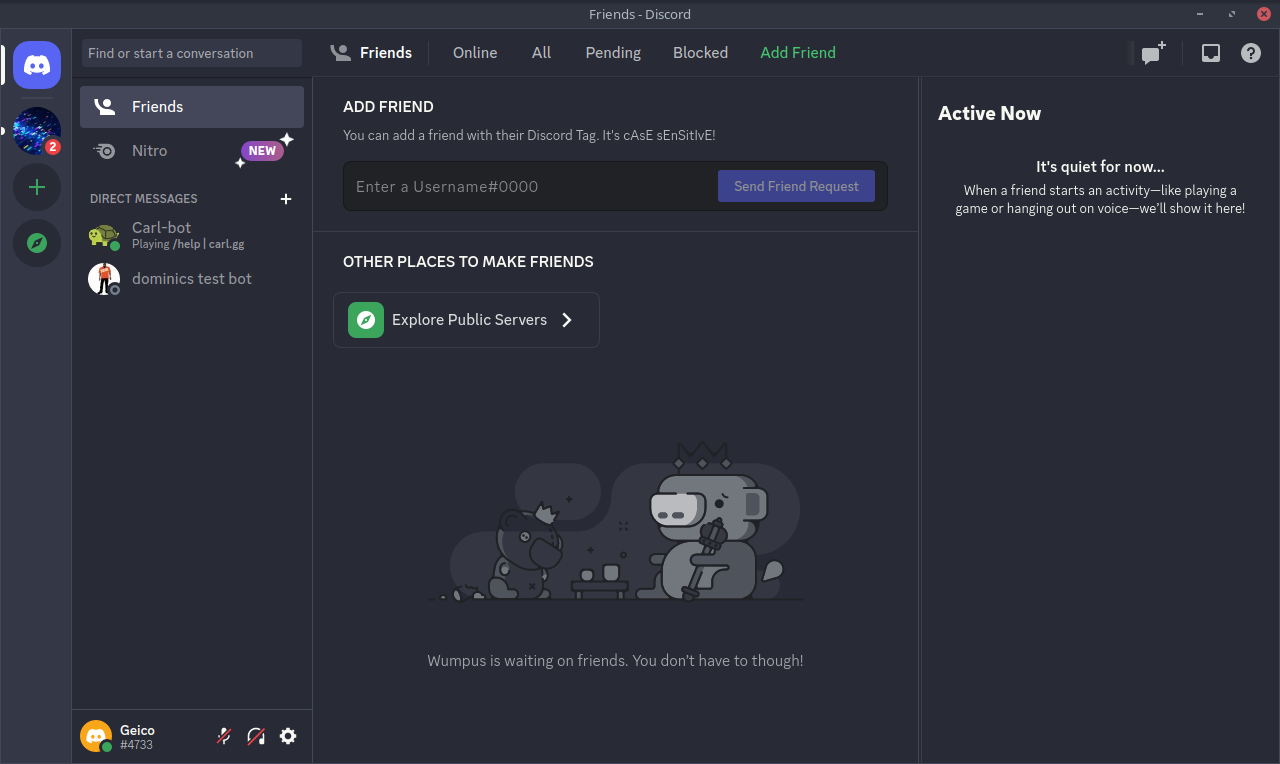 Friends - Discord
Find or start a conversation
Friends
Online
All
Pending
Blocked
Add Friend
Friends
Nitro
NEW
2
DIRECT MESSAGES
Carl-bot
Playing /help | carl.gg
dominics test bot
Geico
#4733
ADD FRIEND
You can add a friend with their Discord Tag. It's cAsE sEnSitIvE!
Enter a Username#0000
Send Friend Request
OTHER PLACES TO MAKE FRIENDS
Explore Public Servers
Wumpus is waiting on friends. You don't have to though!
Active Now
It's quiet for now...
When a friend starts an activity—like playing a
game or hanging out on voice—we’ll show it here!